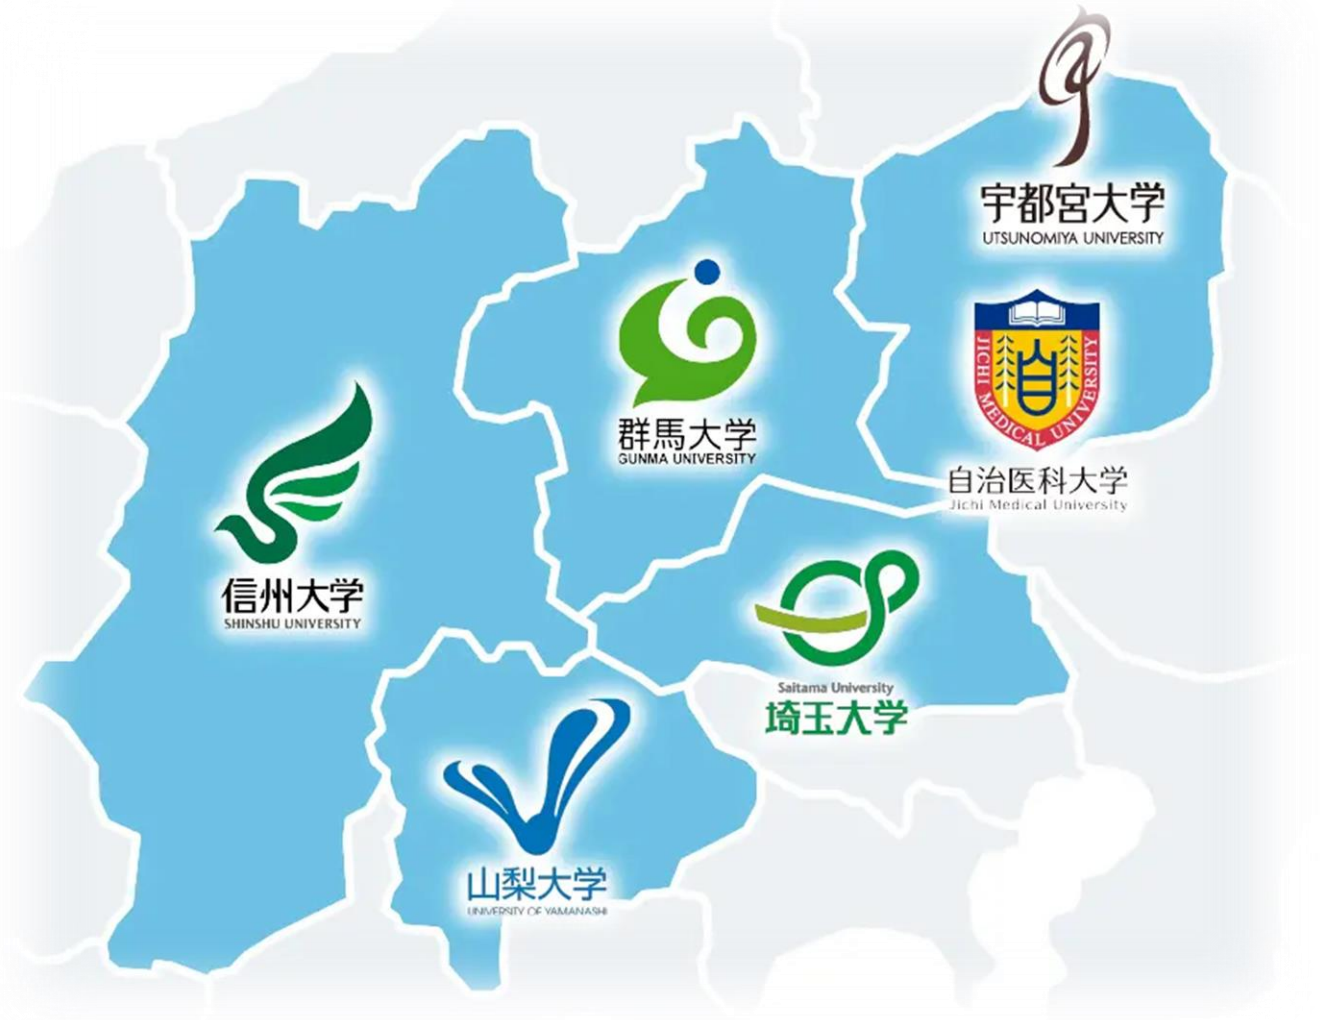 宇都宮大学
UTSUNOMIYA UNIVERSITY
JICHI MEDICAL UNIVERSITY
自治医科大学
Jichi Medical University
群馬大学
GUNMA UNIVERSITY
信州大学
SHINSHU UNIVERSITY
Saitama University
埼玉大学
山梨大学
UNIVERSITY OF YAMANASHI